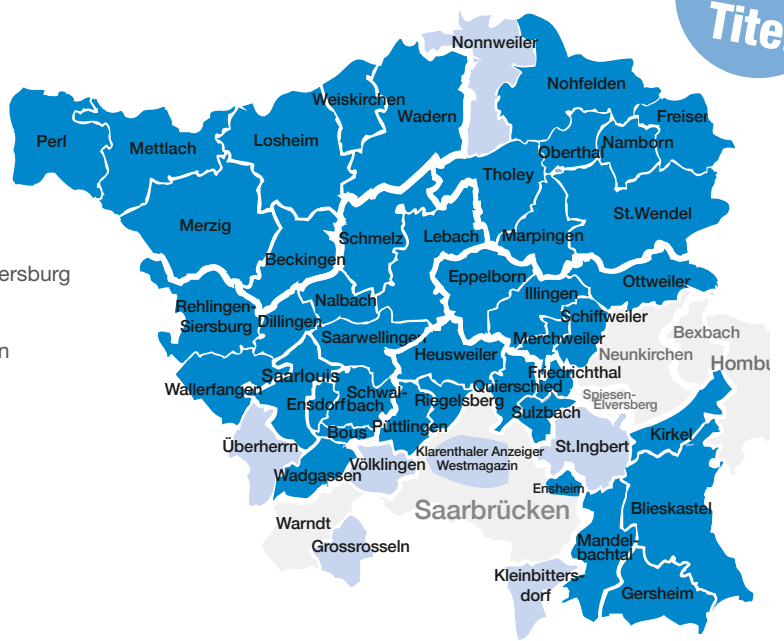 Tite
Nonnweiler
Nohfelden
Weiskirchen
Wadern
Freisen
Perl
Mettlach
Losheim
Oberthal
Namborn
Tholey
Merzig
St.Wendel
Schmelz
Lebach
Marpingen
Beckingen
ersburg
Eppelborn
Ottweiler
Illingen
Rehlingen
Siersburg
Nalbach
Dillingen
Schiffweiler
Saarwellingen
Merchweiler
Bexbach
n
Heusweiler
Neunkirchen
Hombu
Friedrichthal
Saarlouis
Wallerfangen
Quierschied
Schwal-
bach
Ensdorf
Riegelsberg
Spiesen-
Elversberg
Sulzbach
Bous
Püttlingen
Kirkel
Überherrn
St.Ingbert
Klarenthaler Anzeiger
Westmagazin
Völklingen
Wadgassen
Ensheim
Saarbrücken
Blieskastel
Warndt
Grossrosseln
Mandel-
bachtal
Kleinbitters-
dorf
Gersheim